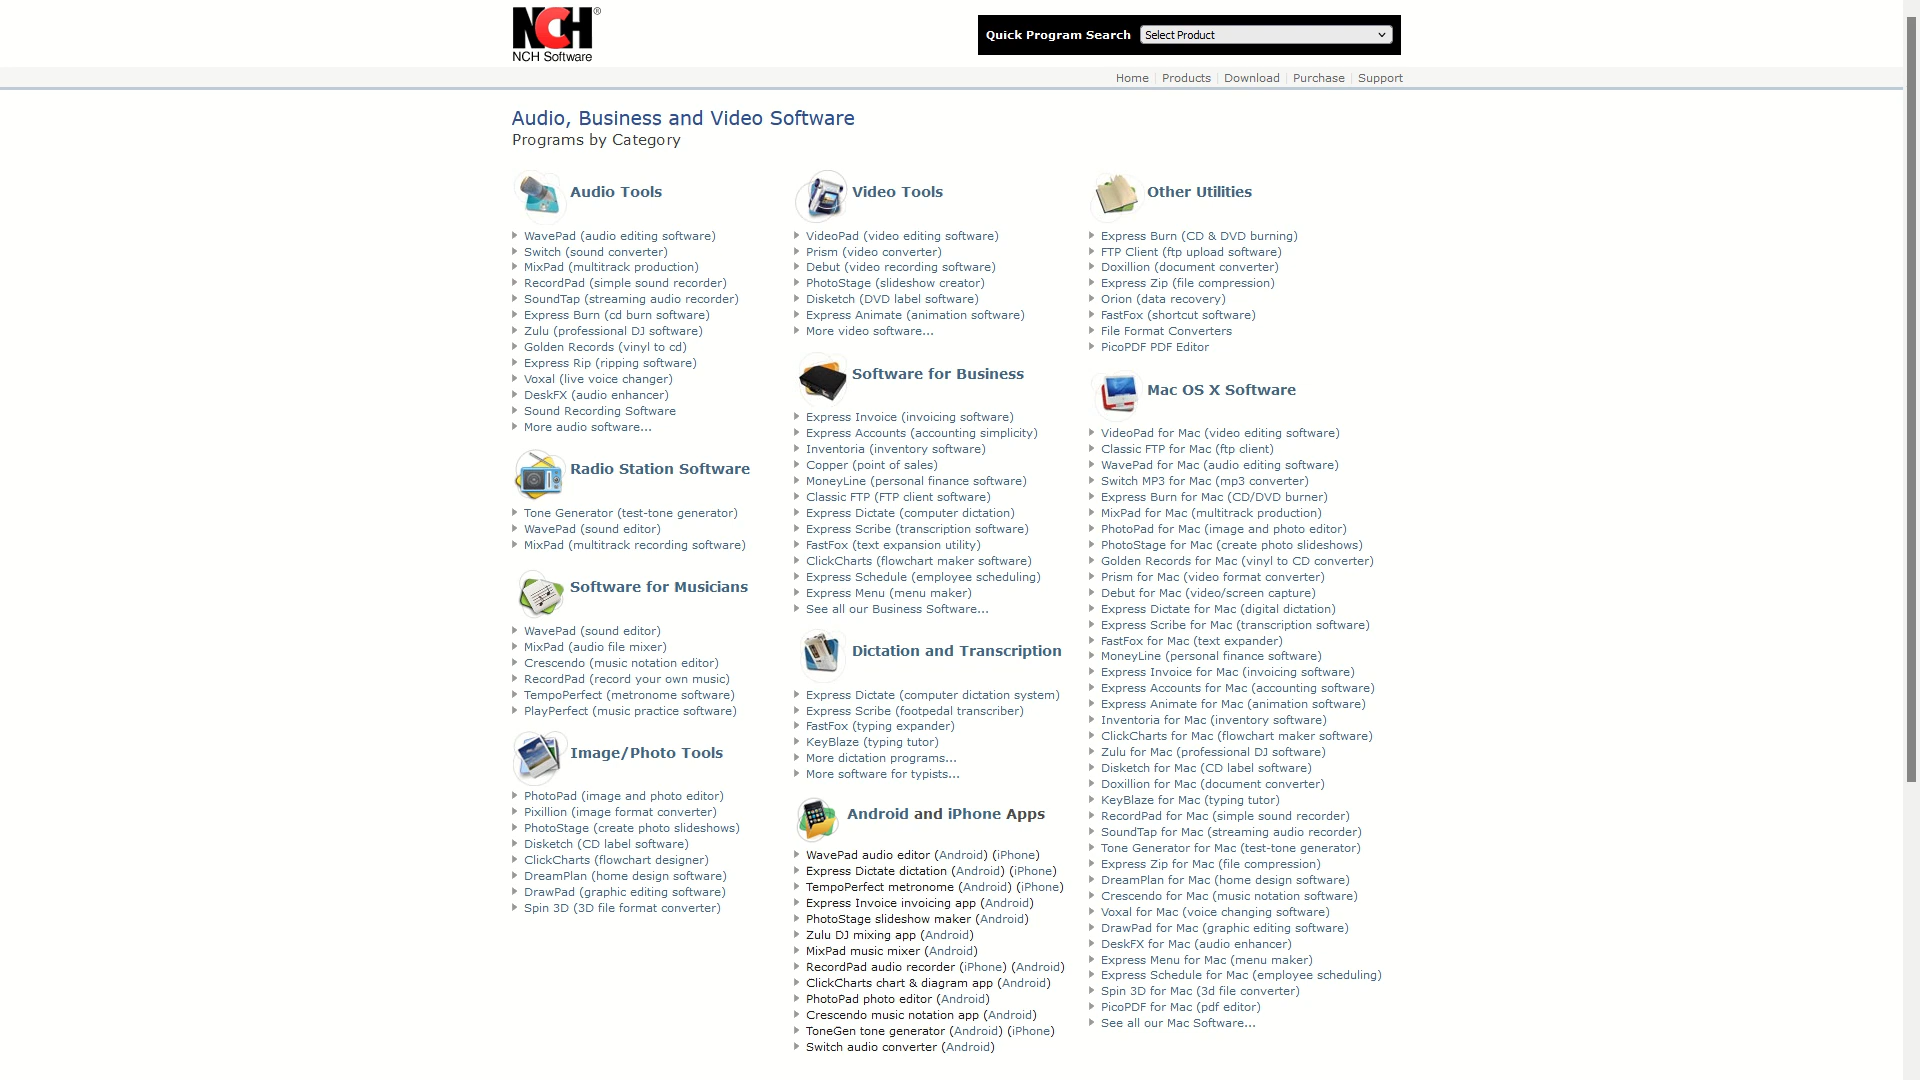 NCH®
NCH Software
Quick Program Search
Select Product
Home
Products
Download
Purchase
Support
Audio, Business and Video Software
Programs by Category
Audio Tools
WavePad (audio editing software)
Switch (sound converter)
MixPad (multitrack production)
RecordPad (simple sound recorder)
SoundTap (streaming audio recorder)
Express Burn (cd burn software)
Zulu (professional DJ software)
Golden Records (vinyl to cd)
Express Rip (ripping software)
Voxal (live voice changer)
DeskFX (audio enhancer)
Sound Recording Software
More audio software...
Radio Station Software
Tone Generator (test-tone generator)
WavePad (sound editor)
MixPad (multitrack recording software)
Software for Musicians
WavePad (sound editor)
MixPad (audio file mixer)
Crescendo (music notation editor)
RecordPad (record your own music)
TempoPerfect (metronome software)
PlayPerfect (music practice software)
Image/Photo Tools
PhotoPad (image and photo editor)
Pixillion (image format converter)
PhotoStage (create photo slideshows)
Disketch (CD label software)
ClickCharts (flowchart designer)
DreamPlan (home design software)
DrawPad (graphic editing software)
Spin 3D (3D file format converter)
Video Tools
VideoPad (video editing software)
Prism (video converter)
Debut (video recording software)
PhotoStage (slideshow creator)
Disketch (DVD label software)
Express Animate (animation software)
More video software...
Software for Business
Express Invoice (invoicing software)
Express Accounts (accounting simplicity)
Inventoria (inventory software)
Copper (point of sales)
MoneyLine (personal finance software)
Classic FTP (FTP client software)
Express Dictate (computer dictation)
Express Scribe (transcription software)
FastFox (text expansion utility)
ClickCharts (flowchart maker software)
Express Schedule (employee scheduling)
Express Menu (menu maker)
See all our Business Software...
Dictation and Transcription
Express Dictate (computer dictation system)
Express Scribe (footpedal transcriber)
FastFox (typing expander)
KeyBlaze (typing tutor)
More dictation programs...
More software for typists...
Android and iPhone Apps
WavePad audio editor (Android) (iPhone)
Express Dictate dictation (Android) (iPhone)
TempoPerfect metronome (Android) (iPhone)
Express Invoice invoicing app (Android)
PhotoStage slideshow maker (Android)
Zulu DJ mixing app (Android)
MixPad music mixer (Android)
RecordPad audio recorder (iPhone) (Android)
ClickCharts chart & diagram app (Android)
PhotoPad photo editor (Android)
Crescendo music notation app (Android)
ToneGen tone generator (Android) (iPhone)
Switch audio converter (Android)
Other Utilities
Express Burn (CD & DVD burning)
FTP Client (ftp upload software)
Doxillion (document converter)
Express Zip (file compression)
Orion (data recovery)
FastFox (shortcut software)
File Format Converters
PicoPDF PDF Editor
Mac OS X Software
VideoPad for Mac (video editing software)
Classic FTP for Mac (ftp client)
WavePad for Mac (audio editing software)
Switch MP3 for Mac (mp3 converter)
Express Burn for Mac (CD/DVD burner)
MixPad for Mac (multitrack production)
PhotoPad for Mac (image and photo editor)
PhotoStage for Mac (create photo slideshows)
Golden Records for Mac (vinyl to CD converter)
Prism for Mac (video format converter)
Debut for Mac (video/screen capture)
Express Dictate for Mac (digital dictation)
Express Scribe for Mac (transcription software)
FastFox for Mac (text expander)
MoneyLine (personal finance software)
Express Invoice for Mac (invoicing software)
Express Accounts for Mac (accounting software)
Express Animate for Mac (animation software)
Inventoria for Mac (inventory software)
ClickCharts for Mac (flowchart maker software)
Zulu for Mac (professional DJ software)
Disketch for Mac (CD label software)
Doxillion for Mac (document converter)
KeyBlaze for Mac (typing tutor)
RecordPad for Mac (simple sound recorder)
SoundTap for Mac (streaming audio recorder)
Tone Generator for Mac (test-tone generator)
Express Zip for Mac (file compression)
DreamPlan for Mac (home design software)
Crescendo for Mac (music notation software)
Voxal for Mac (voice changing software)
DrawPad for Mac (graphic editing software)
DeskFX for Mac (audio enhancer)
Express Menu for Mac (menu maker)
Express Schedule for Mac (employee scheduling)
Spin 3D for Mac (3d file converter)
PicoPDF for Mac (pdf editor)
See all our Mac Software...